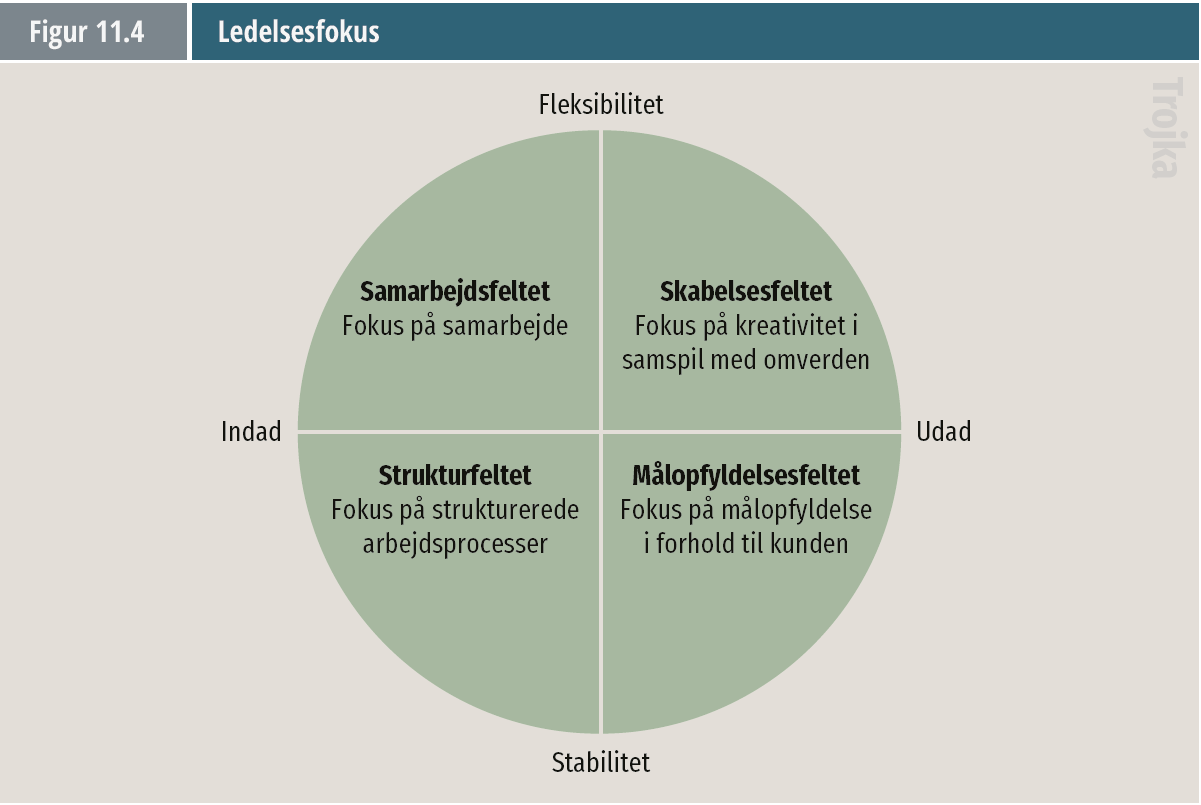 Figur 11.4
Ledelsesfokus
Trojka
Fleksibilitet
Samarbejdsfeltet
Fokus på samarbejde
Skabelsesfeltet
Fokus på kreativitet i
samspil med omverden
Indad
Udad
Strukturfeltet
Fokus på strukturerede
arbejdsprocesser
Målopfyldelsesfeltet
Fokus på målopfyldelse
i forhold til kunden
Stabilitet